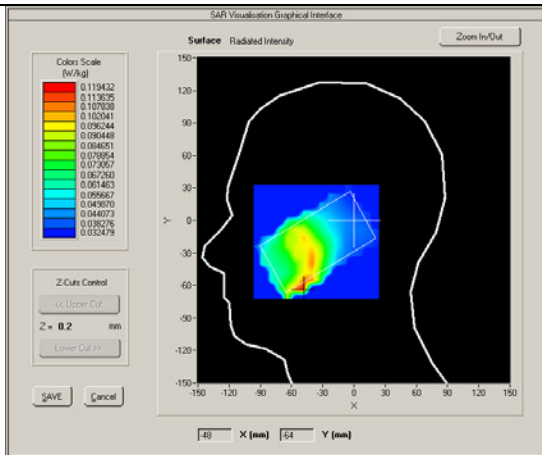 SAR Visualisation Graphical Interface
Surface Radiated Intensity
Zoom In/Out
Colors Scale
(W/kg)
0.119432
0.113635
0.107838
0.102041
0.096244
0.090448
0.084651
0.078854
0.073057
0.067260
0.061463
0.055667
0.049870
0.044073
0.038276
0.032479
Z-Cuts Control
<< Upper Cut
Z = 0.2 mm
Lower Cut >>
SAVE Cancel
150
120
90
60
30
0
-30
-60
-90
-120
-150
Y
-150 -120 -90 -60 -30 0 30 60 90 120 150
X
-48 X (mm) -64 Y (mm)